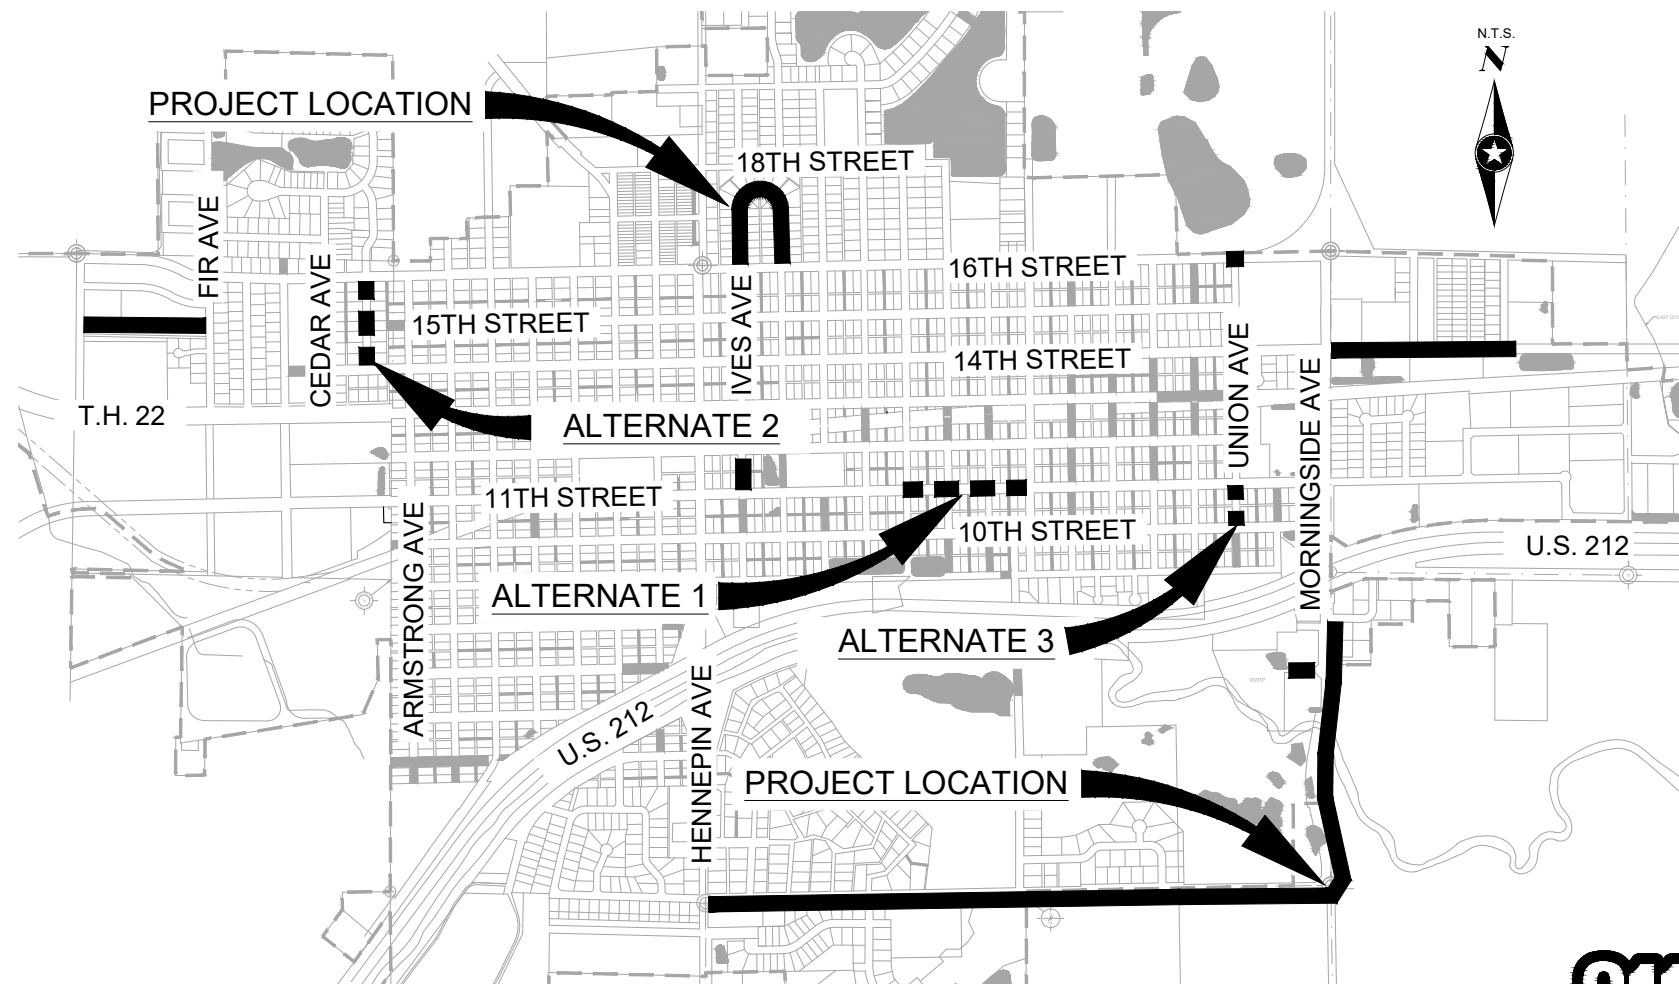 N.T.S.
N
PROJECT LOCATION
18TH STREET
FIR AVE
CEDAR AVE
16TH STREET
15TH STREET
IVES AVE
14TH STREET
UNION AVE
MORNINGSIDE AVE
T.H. 22
ALTERNATE 2
11TH STREET
ARMSTRONG AVE
10TH STREET
U.S. 212
ALTERNATE 1
ALTERNATE 3
WWTP
HENNEPIN AVE
U.S. 212
PROJECT LOCATION